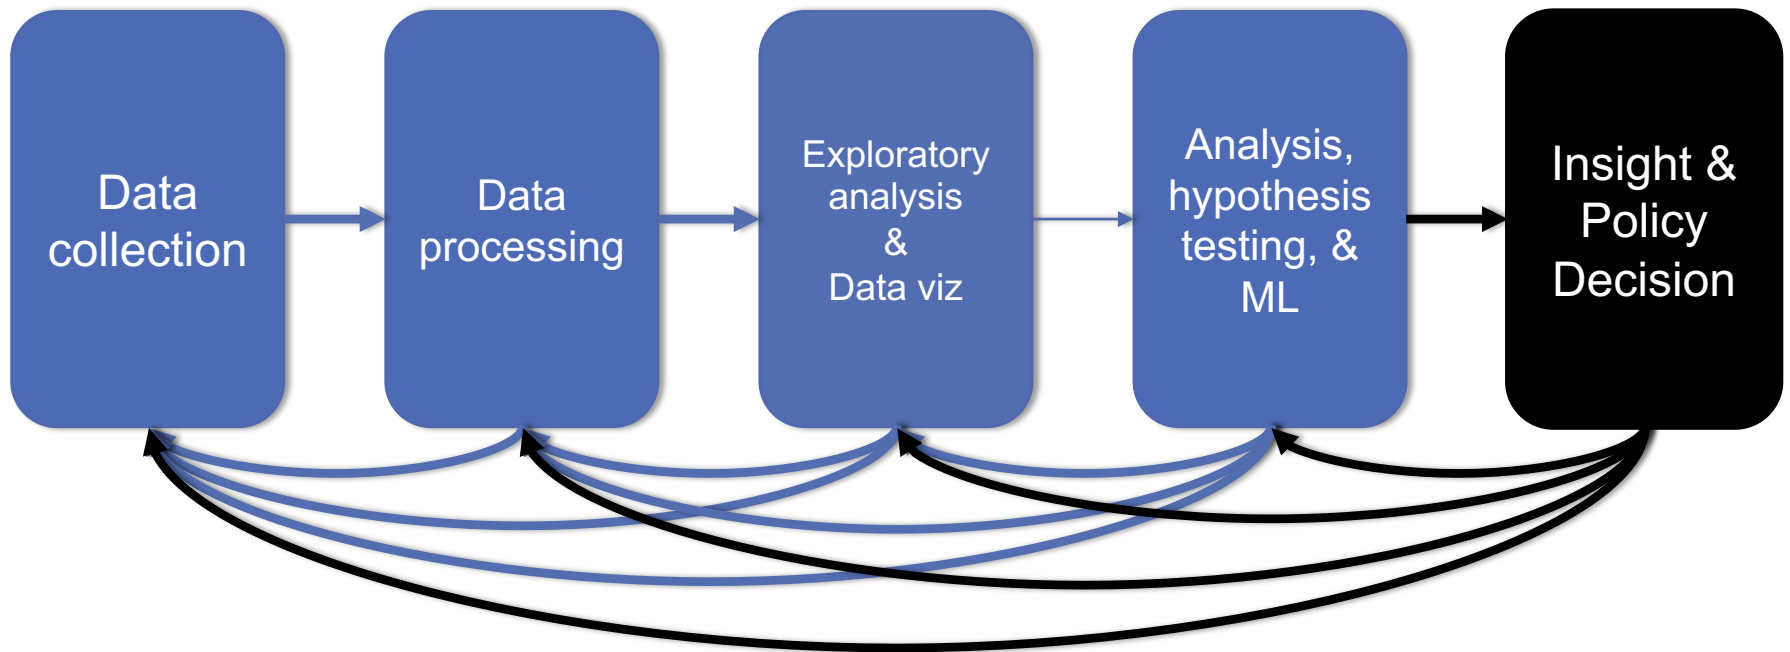 Data
collection
Data
processing
Exploratory
analysis
&
Data viz
Analysis,
hypothesis
testing, &
ML
Insight &
Policy
Decision